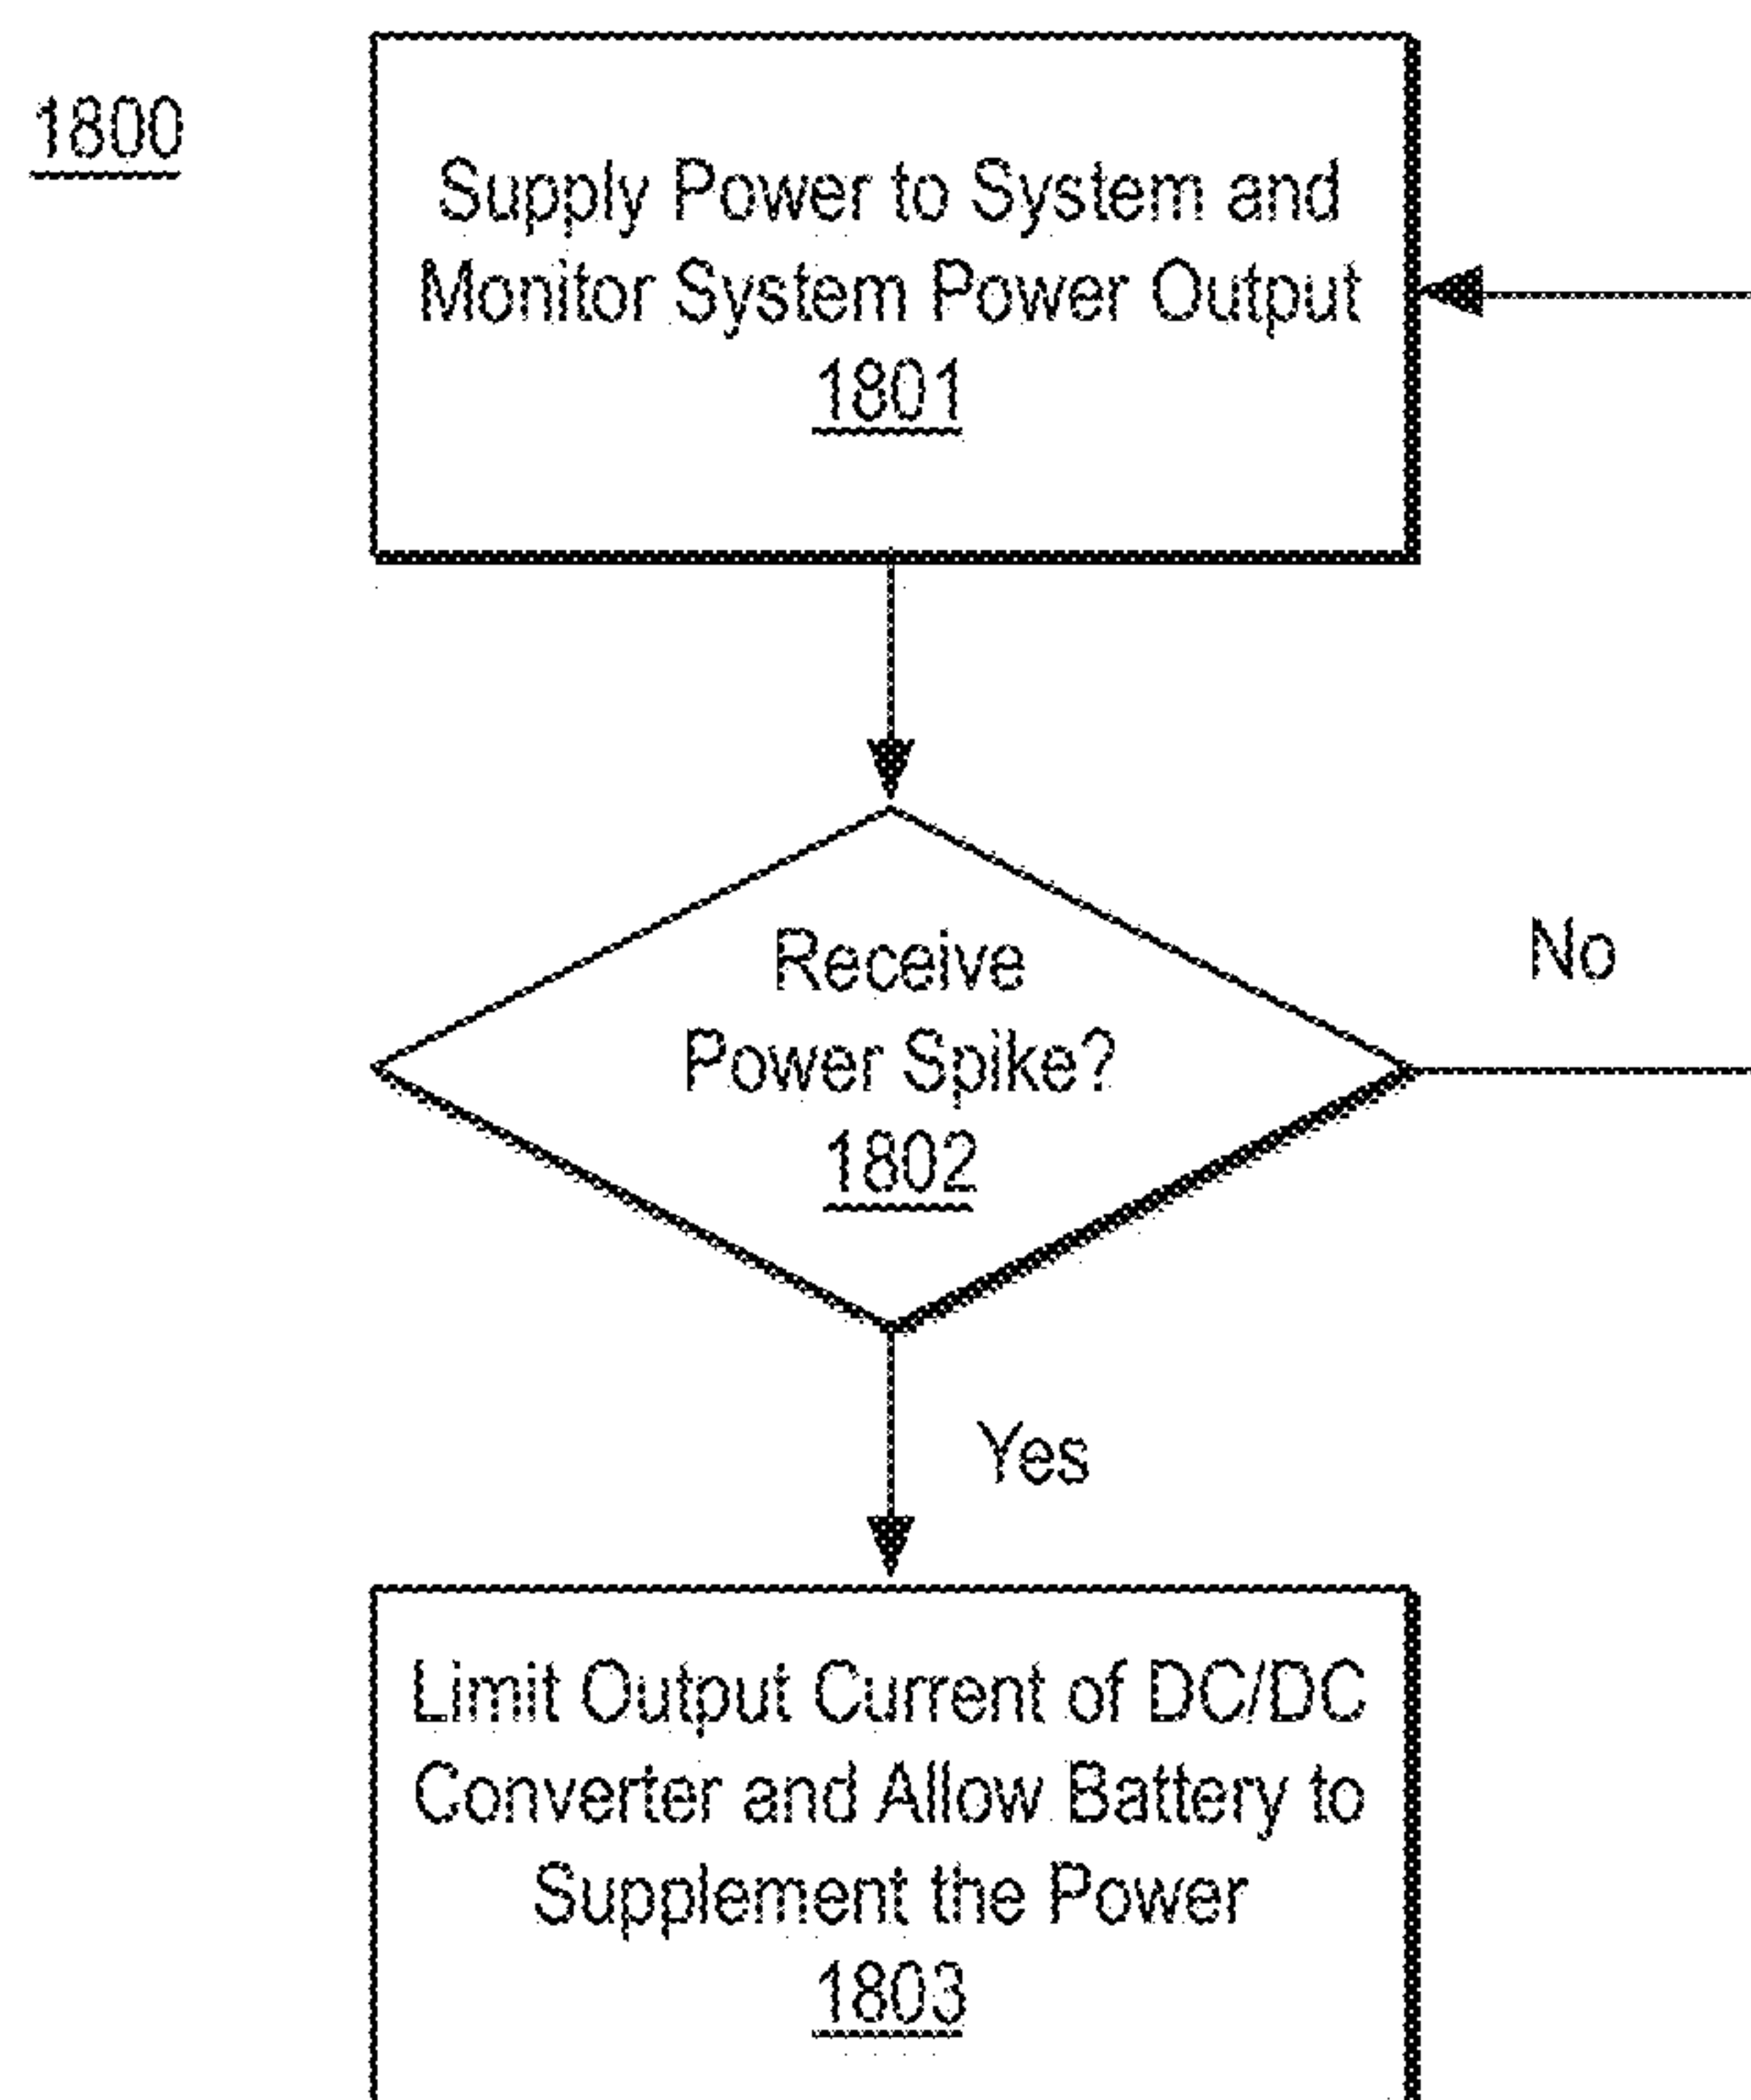 1800
Supply Power to System and
Monitor System Power Output
1801
Receive
Power Spike?
1802
No
Yes
Limit Output Current of DC/DC
Converter and Allow Battery to
Supplement the Power
1803